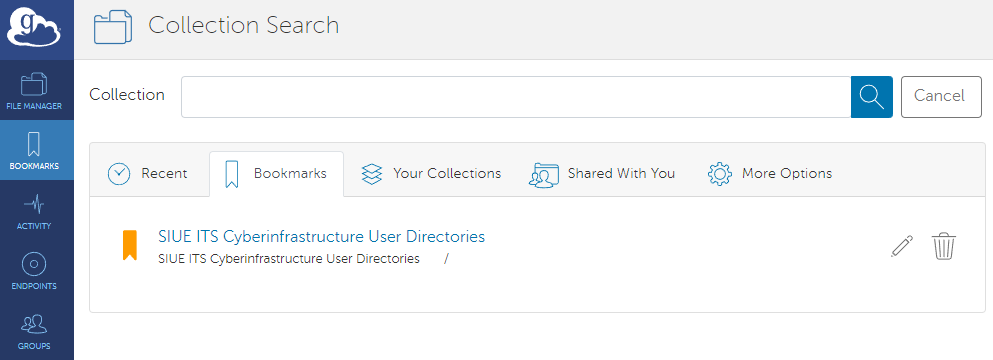 g
Collection Search
FILE MANAGER
BOOKMARKS
ACTIVITY
ENDPOINTS
GROUPS
Collection
Cancel
Recent
Bookmarks
Your Collections
Shared With You
More Options
SIUE ITS Cyberinfrastructure User Directories
SIUE ITS Cyberinfrastructure User Directories /